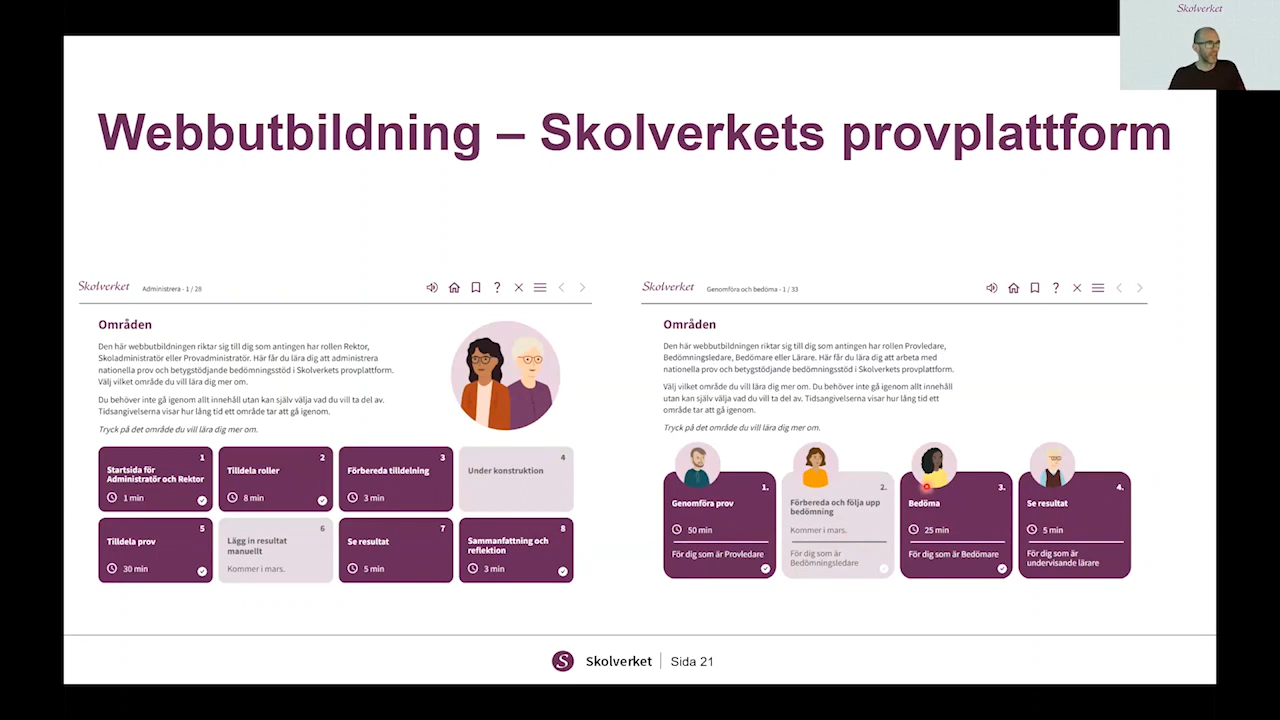 Skolverket
Webbutbildning – Skolverkets provplattform
Skolverket
Administrera - 1 / 28
Områden
Den här webbutbildningen riktar sig till dig som antingen har rollen Rektor,
Skoladministratör eller Provadministratör. Här får du lära dig att administrera
nationella prov och betygstödjande bedömningsstöd i Skolverkets provplattform.
Välj vilket område du vill lära dig mer om.
Du behöver inte gå igenom allt innehåll utan kan själv välja vad du vill ta del av.
Tidsangivelserna visar hur lång tid ett område tar att gå igenom.
Tryck på det område du vill lära dig mer om.
1
Startsida för
Administratör och Rektor
1 min
2
Tilldela roller
8 min
3
Förbereda tilldelning
3 min
4
Under konstruktion
5
Tilldela prov
30 min
6
Lägg in resultat
manuellt
Kommer i mars.
7
Se resultat
5 min
8
Sammanfattning och
reflektion
3 min
Skolverket
Genomföra och bedöma - 1 / 33
Områden
Den här webbutbildningen riktar sig till dig som antingen har rollen Provledare,
Bedömningsledare, Bedömare eller Lärare. Här får du lära dig att arbeta med
nationella prov och betygstödjande bedömningsstöd i Skolverkets provplattform.
Välj vilket område du vill lära dig mer om. Du behöver inte gå igenom allt innehåll
utan kan själv välja vad du vill ta del av. Tidsangivelserna visar hur lång tid ett
område tar att gå igenom.
Tryck på det område du vill lära dig mer om.
1.
Genomföra prov
50 min
För dig som är Provledare
2.
Förbereda och följa upp
bedömning
Kommer i mars.
För dig som är
Bedömningsledare
3.
Bedöma
25 min
För dig som är Bedömare
4.
Se resultat
5 min
För dig som är
undervisande lärare
S Skolverket | Sida 21